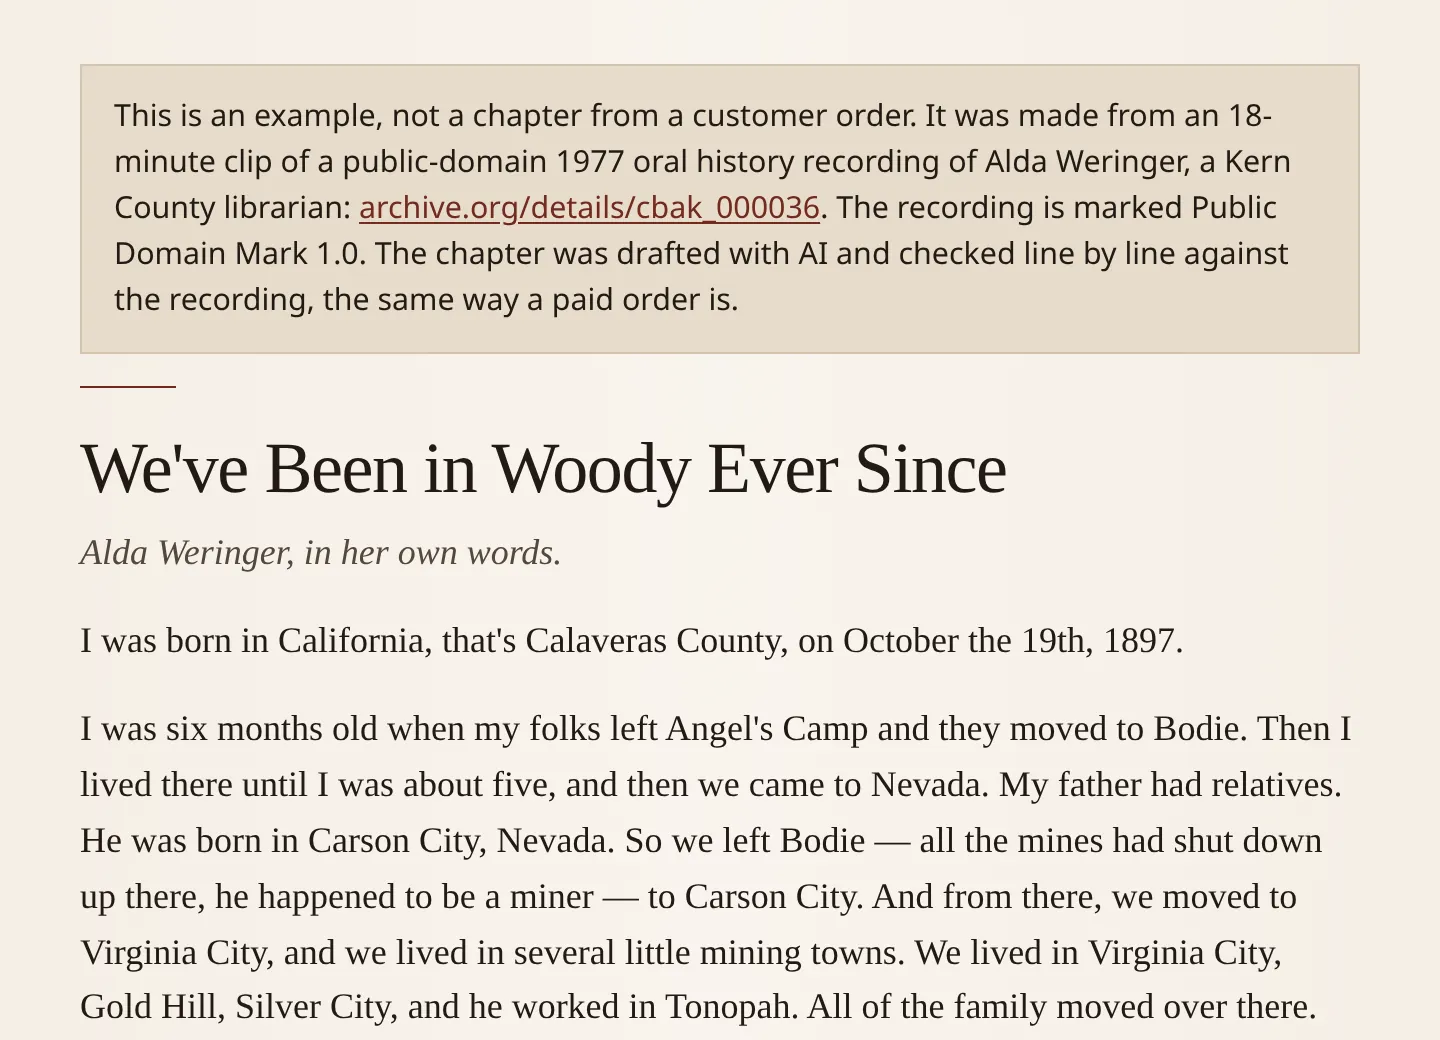 This is an example, not a chapter from a customer order. It was made from an 18-
minute clip of a public-domain 1977 oral history recording of Alda Weringer, a Kern
County librarian: archive.org/details/cbak_000036. The recording is marked Public
Domain Mark 1.0. The chapter was drafted with AI and checked line by line against
the recording, the same way a paid order is.
We've Been in Woody Ever Since
Alda Weringer, in her own words.
I was born in California, that's Calaveras County, on October the 19th, 1897.
I was six months old when my folks left Angel's Camp and they moved to Bodie. Then I
lived there until I was about five, and then we came to Nevada. My father had relatives.
He was born in Carson City, Nevada. So we left Bodie — all the mines had shut down
up there, he happened to be a miner — to Carson City. And from there, we moved to
Virginia City, and we lived in several little mining towns. We lived in Virginia City,
Gold Hill, Silver City, and he worked in Tonopah. All of the family moved over there.